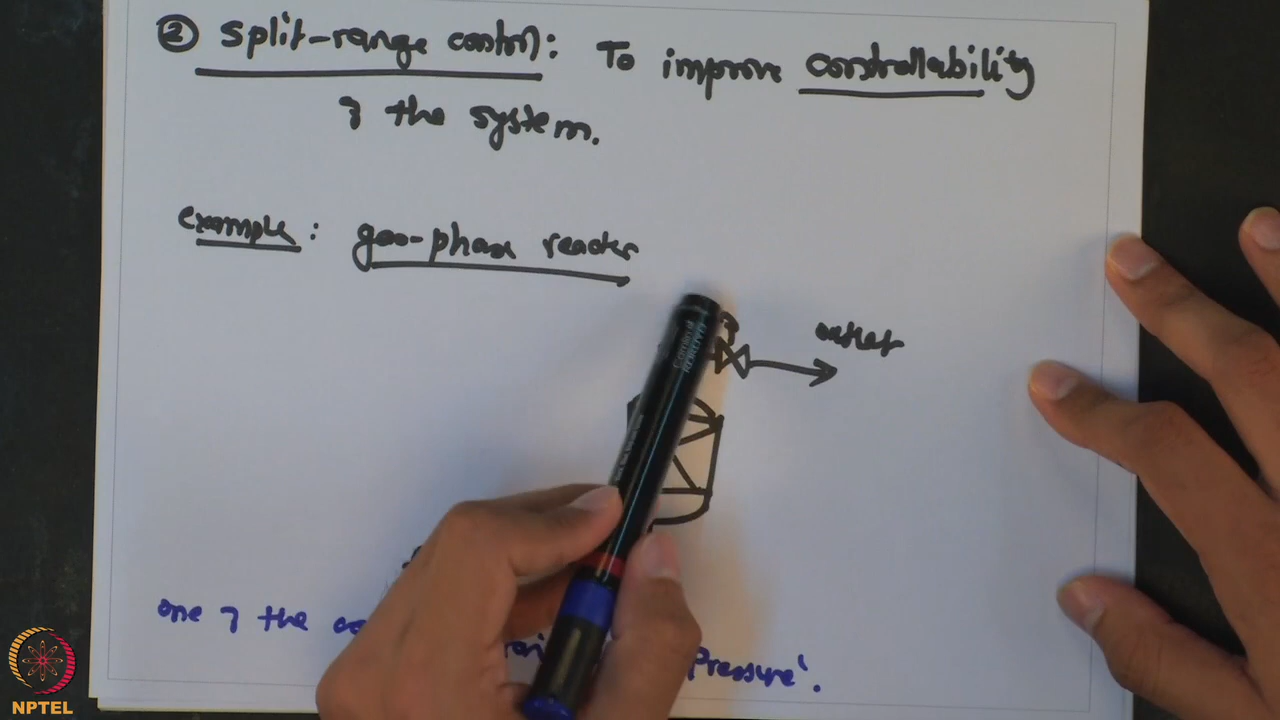 ② Split-range control: To improve controllability
of the system.
example: gas-phase reactor
outlet
one of the
Pressure'.
NPTEL